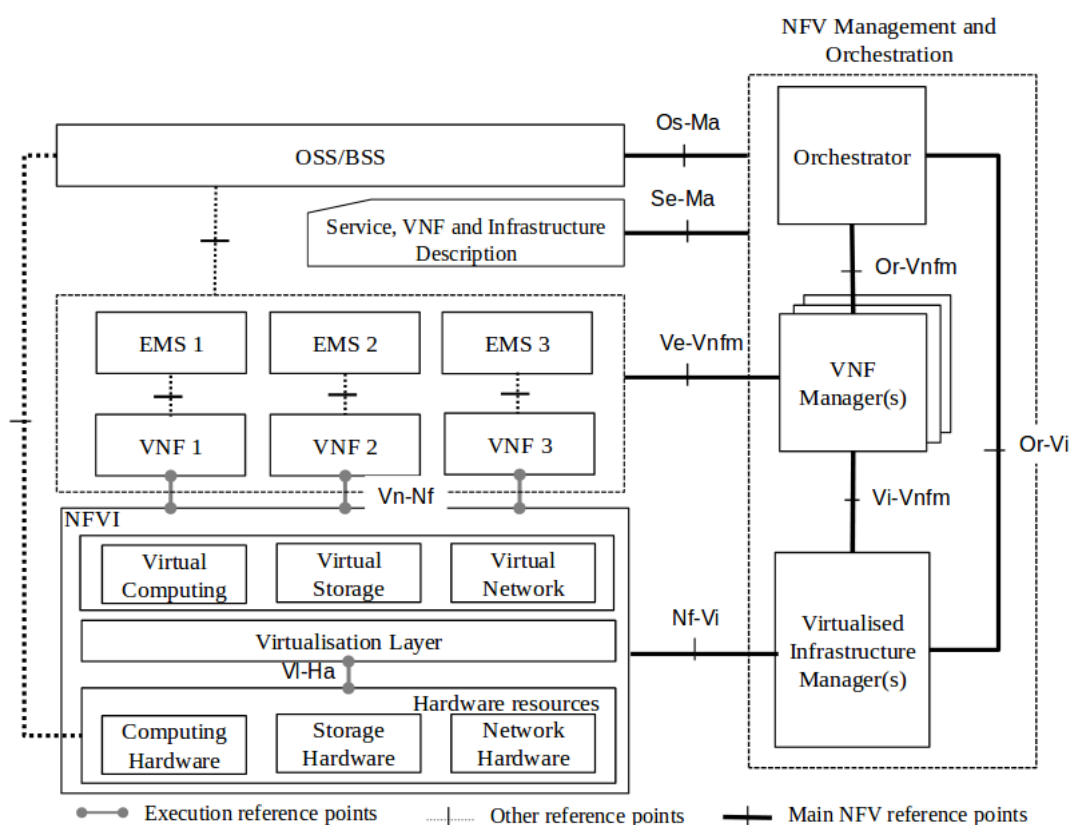 NFV Management and
Orchestration
Os-Ma
OSS/BSS
Orchestrator
Se-Ma
Service, VNF and Infrastructure
Description
Or-Vnfm
EMS 1
EMS 2
EMS 3
Ve-Vnfm
VNF
Manager(s)
VNF 1
VNF 2
VNF 3
Or-Vi
Vn-Nf
Vi-Vnfm
NFVI
Virtual
Computing
Virtual
Storage
Virtual
Network
Nf-Vi
Virtualised
Infrastructure
Manager(s)
Virtualisation Layer
Vl-Ha
Hardware resources
Computing
Hardware
Storage
Hardware
Network
Hardware
Execution reference points
Other reference points
Main NFV reference points